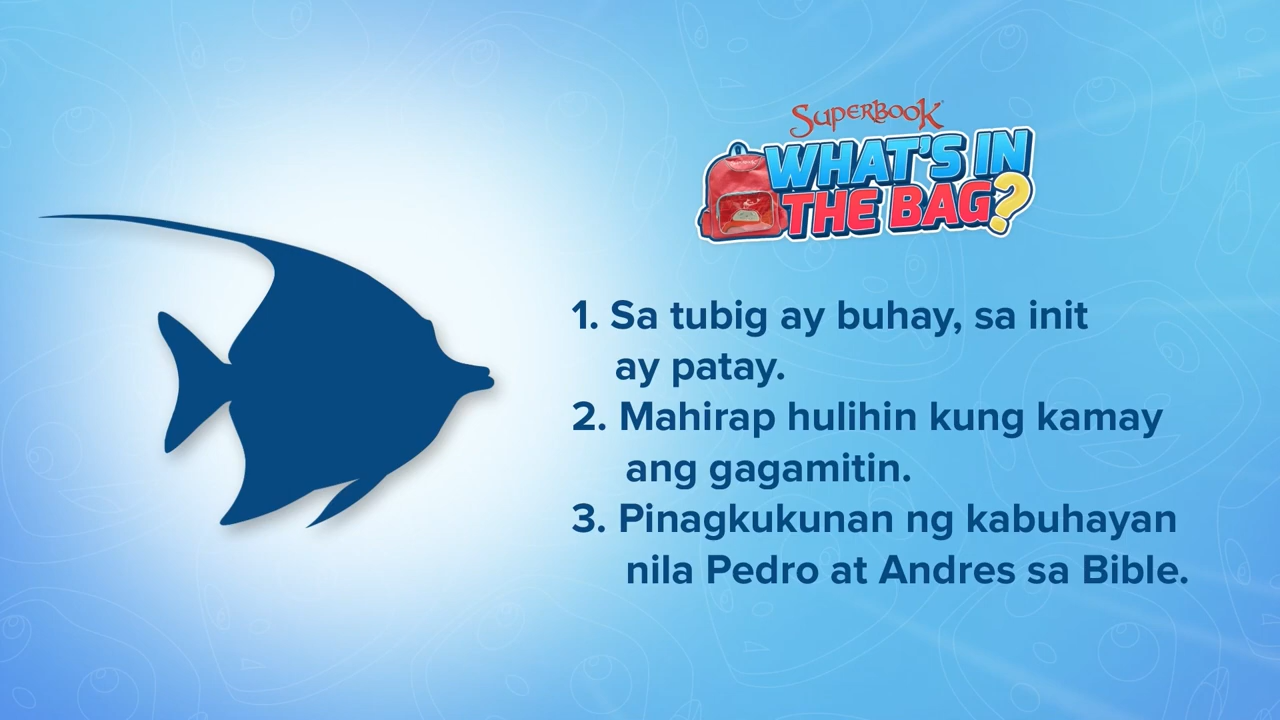 SUPERBOOK
WHAT'S IN
THE BAG?
1. Sa tubig ay buhay, sa init
ay patay.
2. Mahirap hulihin kung kamay
ang gagamitin.
3. Pinagkukunan ng kabuhayan
nila Pedro at Andres sa Bible.